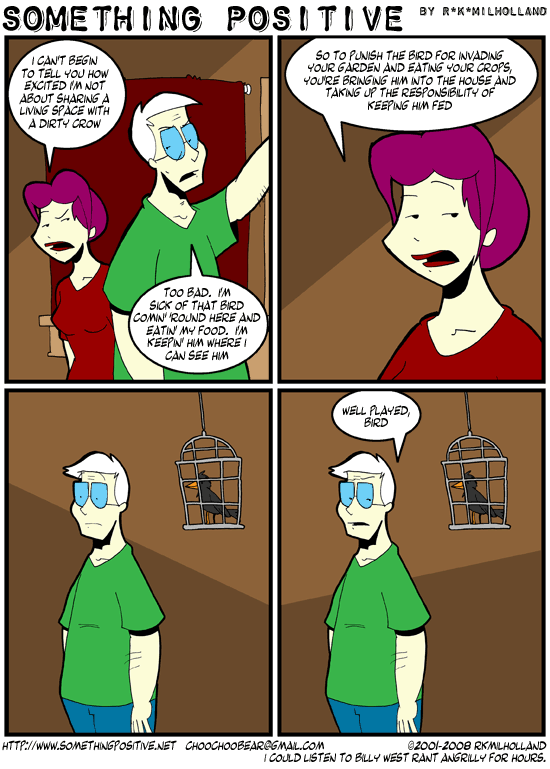 SOMETHING POSITIVE BY R*K*MILHOLLAND
I CAN'T BEGIN
TO TELL YOU HOW
EXCITED I'M NOT
ABOUT SHARING A
LIVING SPACE WITH
A DIRTY CROW
TOO BAD. I'M
SICK OF THAT BIRD
COMIN' 'ROUND HERE AND
EATIN' MY FOOD. I'M
KEEPIN' HIM WHERE I
CAN SEE HIM
SO TO PUNISH THE BIRD FOR INVADING
YOUR GARDEN AND EATING YOUR CROPS,
YOU'RE BRINGING HIM INTO THE HOUSE AND
TAKING UP THE RESPONSIBILITY OF
KEEPING HIM FED
WELL PLAYED,
BIRD
HTTP://WWW.SOMETHINGPOSITIVE.NET CHOOCHOOBEAR@GMAIL.COM ©2001-2008 RKMILHOLLAND
I COULD LISTEN TO BILLY WEST RANT ANGRILLY FOR HOURS.